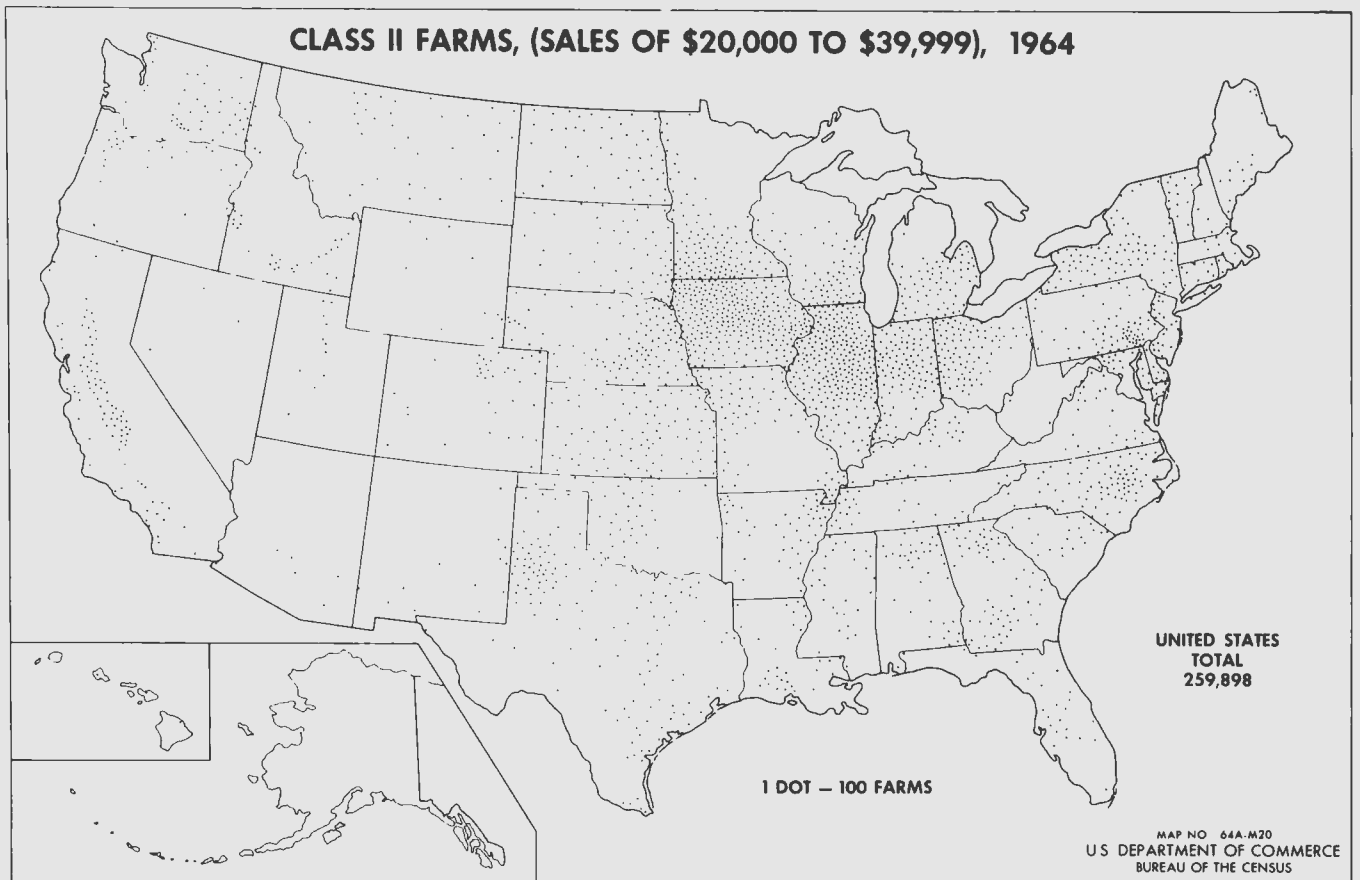 CLASS II FARMS, (SALES OF $20,000 TO $39,999), 1964
UNITED STATES
TOTAL
259,898
1 DOT — 100 FARMS
MAP NO 64A-M20
U S DEPARTMENT OF COMMERCE
BUREAU OF THE CENSUS